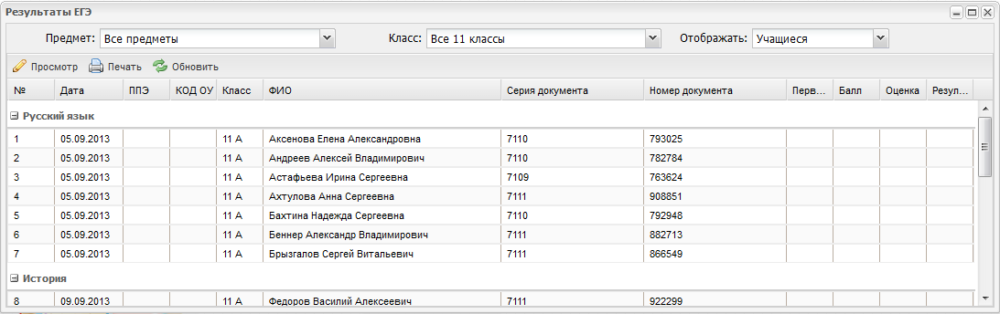 Результаты ЕГЭ
Предмет: Все предметы Класс: Все 11 классы Отображать: Учащиеся
Просмотр Печать Обновить
№ Дата ППЭ КОД ОУ Класс ФИО Серия документа Номер документа Перв... Балл Оценка Резул...
Русский язык
1 05.09.2013 11 А Аксенова Елена Александровна 7110 793025
2 05.09.2013 11 А Андреев Алексей Владимирович 7110 782784
3 05.09.2013 11 А Астафьева Ирина Сергеевна 7109 763624
4 05.09.2013 11 А Ахтулова Анна Сергеевна 7111 908851
5 05.09.2013 11 А Бахтина Надежда Сергеевна 7110 792948
6 05.09.2013 11 А Беннер Александр Владимирович 7111 882713
7 05.09.2013 11 А Брызгалов Сергей Витальевич 7111 866549
История
8 09.09.2013 11 А Федоров Василий Алексеевич 7111 922299